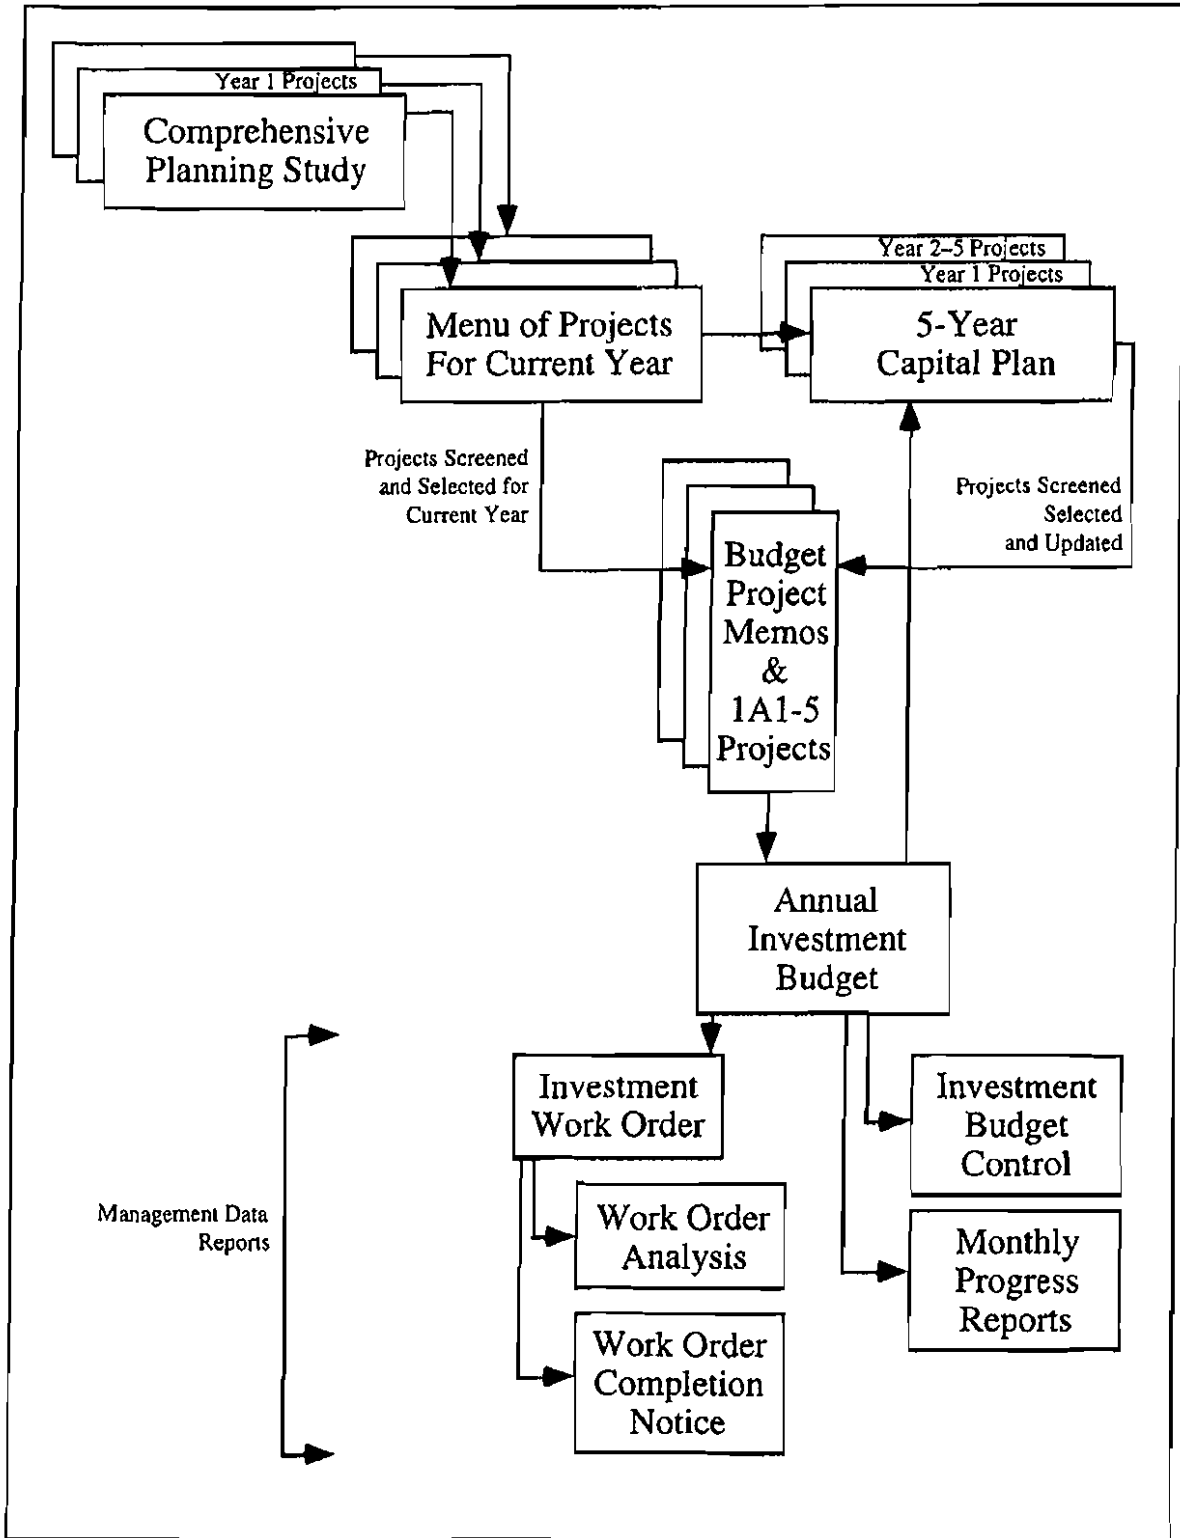 Year 1 Projects
Comprehensive
Planning Study
Year 2–5 Projects
Year 1 Projects
Menu of Projects
For Current Year
5-Year
Capital Plan
Projects Screened
and Selected for
Current Year
Projects Screened
Selected
and Updated
Budget
Project
Memos
&
1A1-5
Projects
Annual
Investment
Budget
Investment
Work Order
Investment
Budget
Control
Management Data
Reports
Work Order
Analysis
Monthly
Progress
Reports
Work Order
Completion
Notice